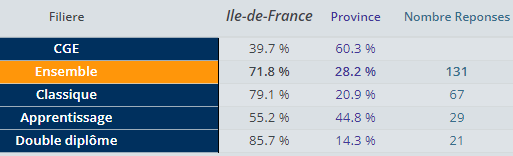 Filiere Ile-de-France Province Nombre Reponses
CGE 39.7 % 60.3 %
Ensemble 71.8 % 28.2 % 131
Classique 79.1 % 20.9 % 67
Apprentissage 55.2 % 44.8 % 29
Double diplôme 85.7 % 14.3 % 21